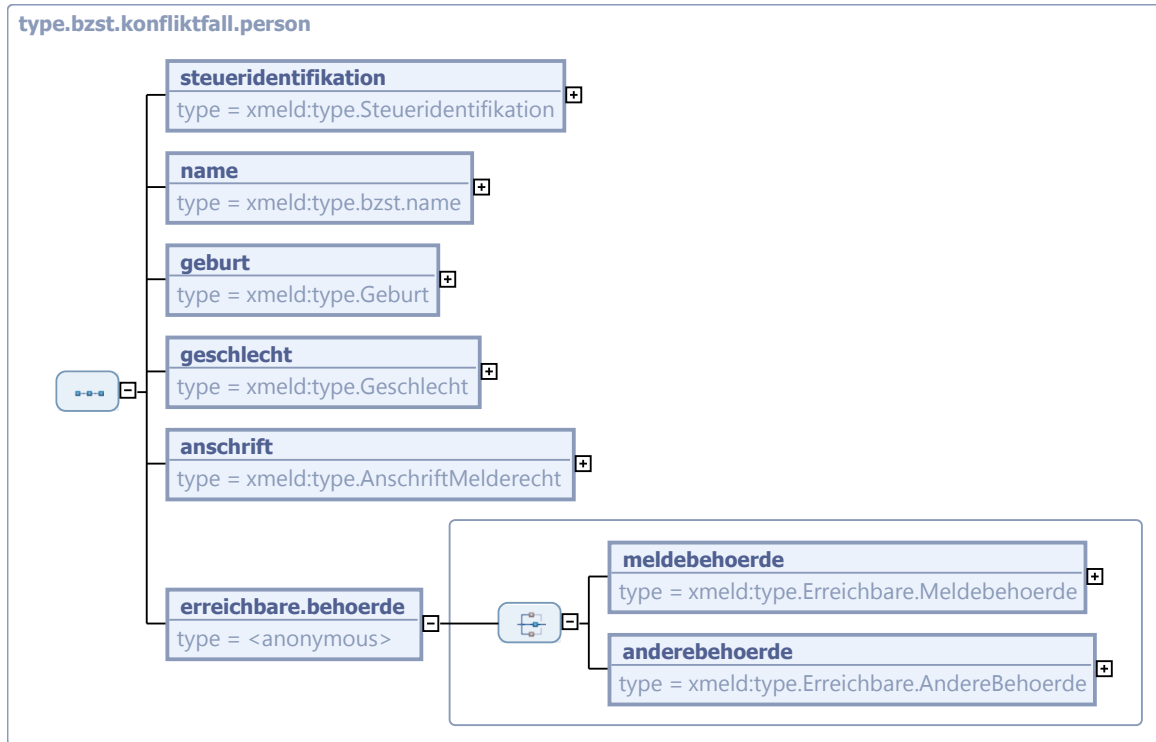 type.bzst.konfliktfall.person
steueridentifikation
type = xmeld:type.Steueridentifikation
name
type = xmeld:type.bzst.name
geburt
type = xmeld:type.Geburt
geschlecht
type = xmeld:type.Geschlecht
anschrift
type = xmeld:type.AnschriftMelderecht
erreichbare.behoerde
type = <anonymous>
meldebehoerde
type = xmeld:type.Erreichbare.Meldebehoerde
anderebehoerde
type = xmeld:type.Erreichbare.AndereBehoerde